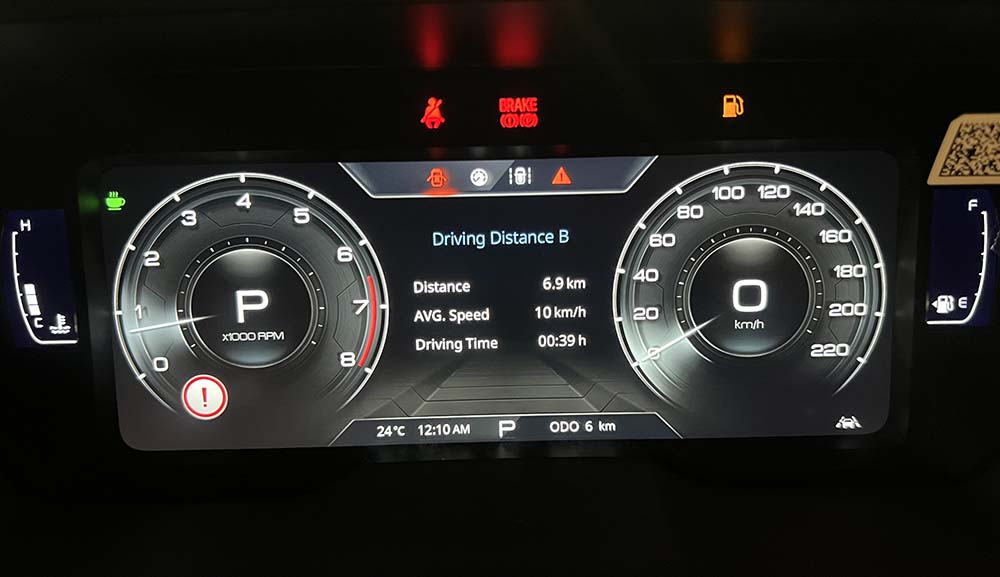 BRAKE
Driving Distance B
Distance 6.9 km
AVG. Speed 10 km/h
Driving Time 00:39 h
0
1
2
3
4
5
6
7
8
P
x1000 RPM
0
20
40
60
80
100
120
140
160
180
200
220
0
km/h
H
C
F
E
24°C 12:10 AM P ODO 6 km